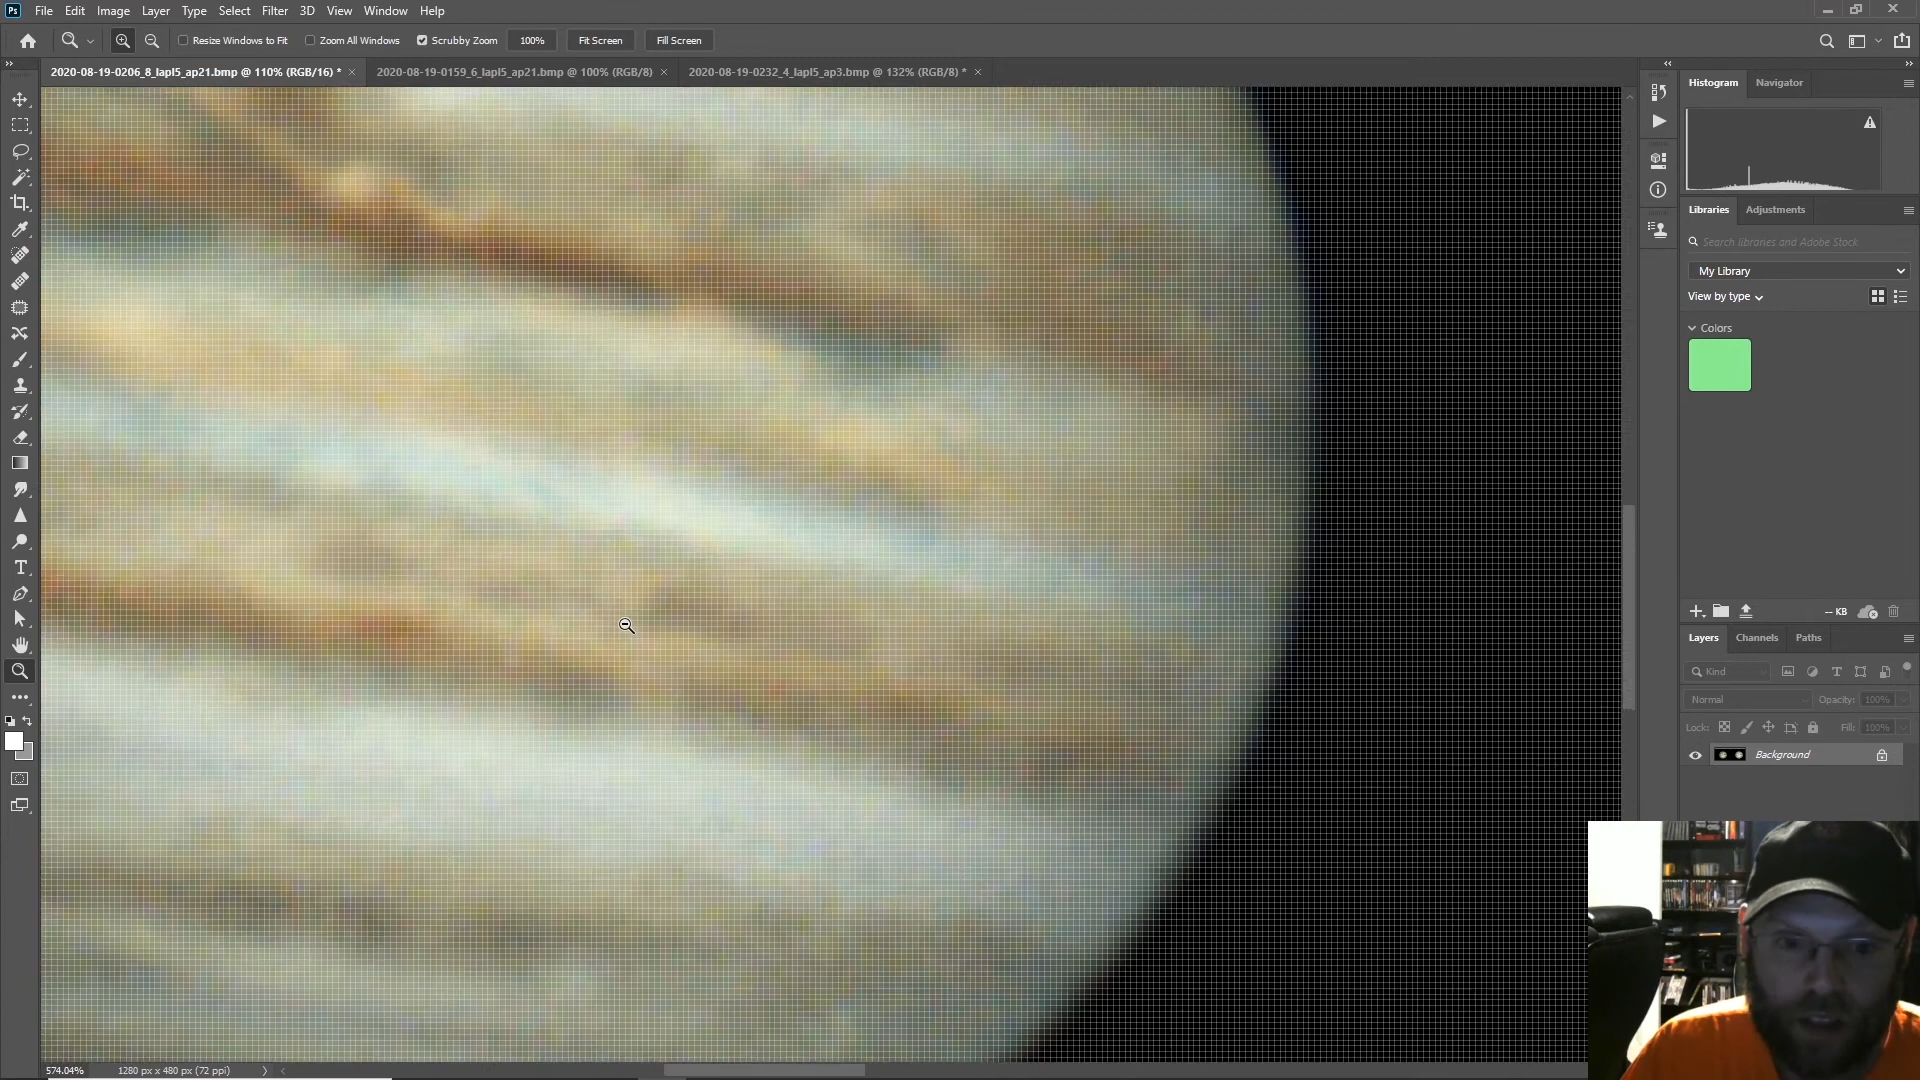 Ps File Edit Image Layer Type Select Filter 3D View Window Help
Resize Windows to Fit Zoom All Windows Scrubby Zoom 100% Fit Screen Fill Screen
2020-08-19-0206_8_lapl5_ap21.bmp @ 110% (RGB/16) * 2020-08-19-0159_6_lapl5_ap21.bmp @ 100% (RGB/8) 2020-08-19-0232_4_lapl5_ap3.bmp @ 132% (RGB/8) *
Histogram Navigator
Libraries Adjustments
Search libraries and Adobe Stock
My Library
View by type
Colors
-- KB
Layers Channels Paths
Kind
Normal Opacity: 100%
Lock: Fill: 100%
Background
574.04% 1280 px x 480 px (72 ppi)